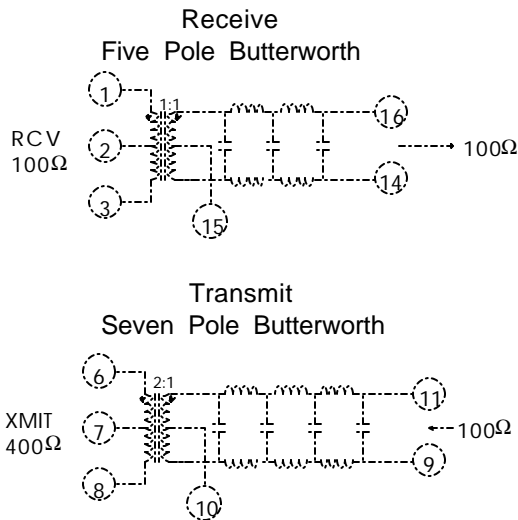 Receive
Five Pole Butterworth
1
1:1
16
RCV
100Ω
2
100Ω
3
14
15
Transmit
Seven Pole Butterworth
6
2:1
11
XMIT
400Ω
7
100Ω
8
9
10